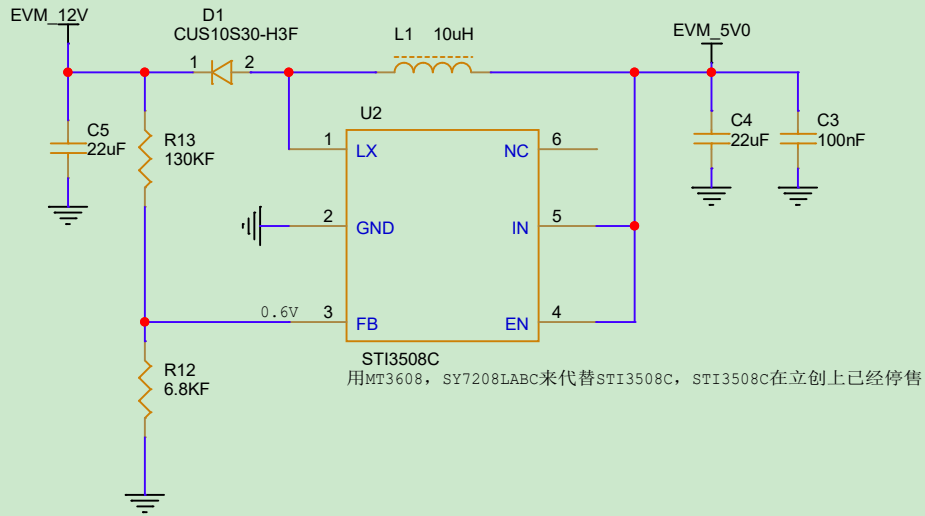 EVM_12V
D1
CUS10S30-H3F
1
2
L1 10uH
EVM_5V0
C5
22uF
R13
130KF
U2
1
LX
NC
6
C4
22uF
C3
100nF
2
GND
IN
5
0.6V
3
FB
EN
4
STI3508C
用MT3608，SY7208LABC来代替STI3508C，STI3508C在立创上已经停售
R12
6.8KF